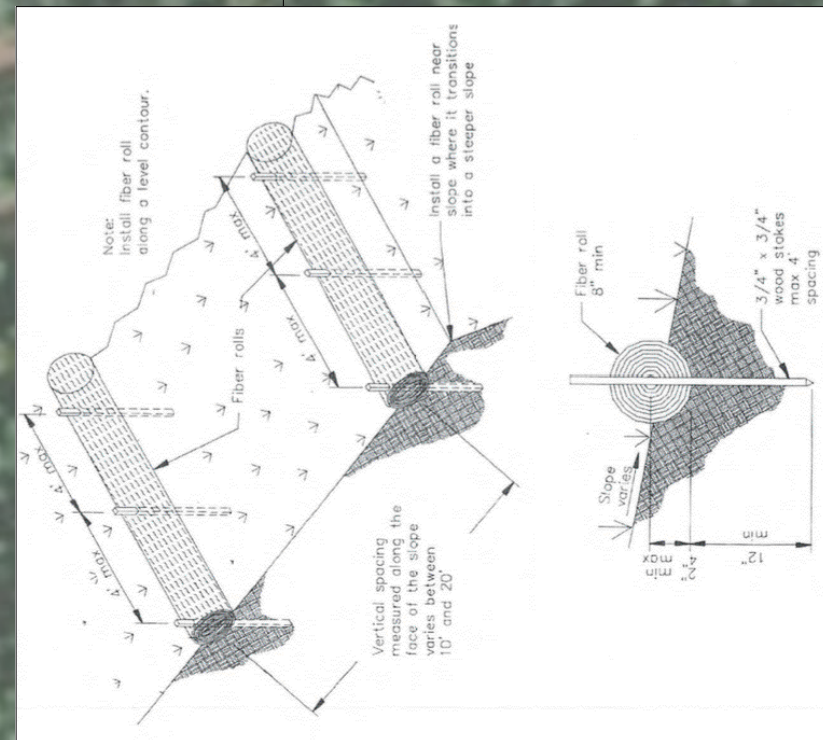 Note:
Install fiber roll
along a level contour.
4' max
4' max
Fiber rolls
4' max
4' max
Install a fiber roll near
slope where it transitions
into a steeper slope
Vertical spacing
measured along the
face of the slope
varies between
10' and 20'
Fiber roll
8" min
Slope
varies
2" min
4" max
12"
min
3/4" x 3/4"
wood stakes
max 4'
spacing